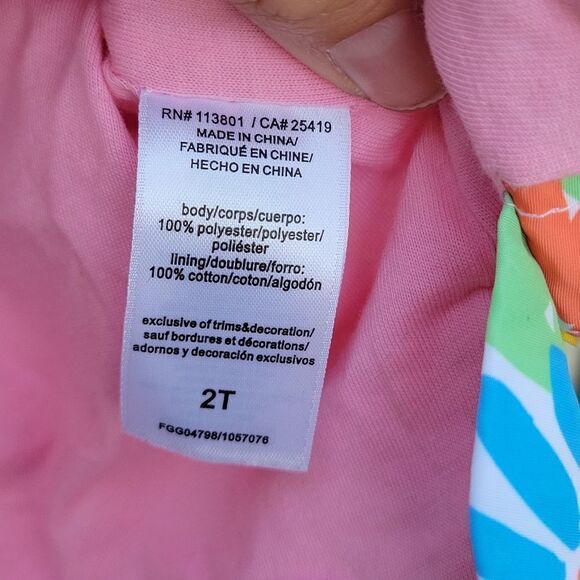 RN# 113801 / CA# 25419
MADE IN CHINA/
FABRIQUÉ EN CHINE/
HECHO EN CHINA
body/corps/cuerpo:
100% polyester/polyester/
poliéster
lining/doublure/forro:
100% cotton/coton/algodón
exclusive of trims&decoration/
sauf bordures et décorations/
adornos y decoración exclusivos
2T
FGG04798/1057076